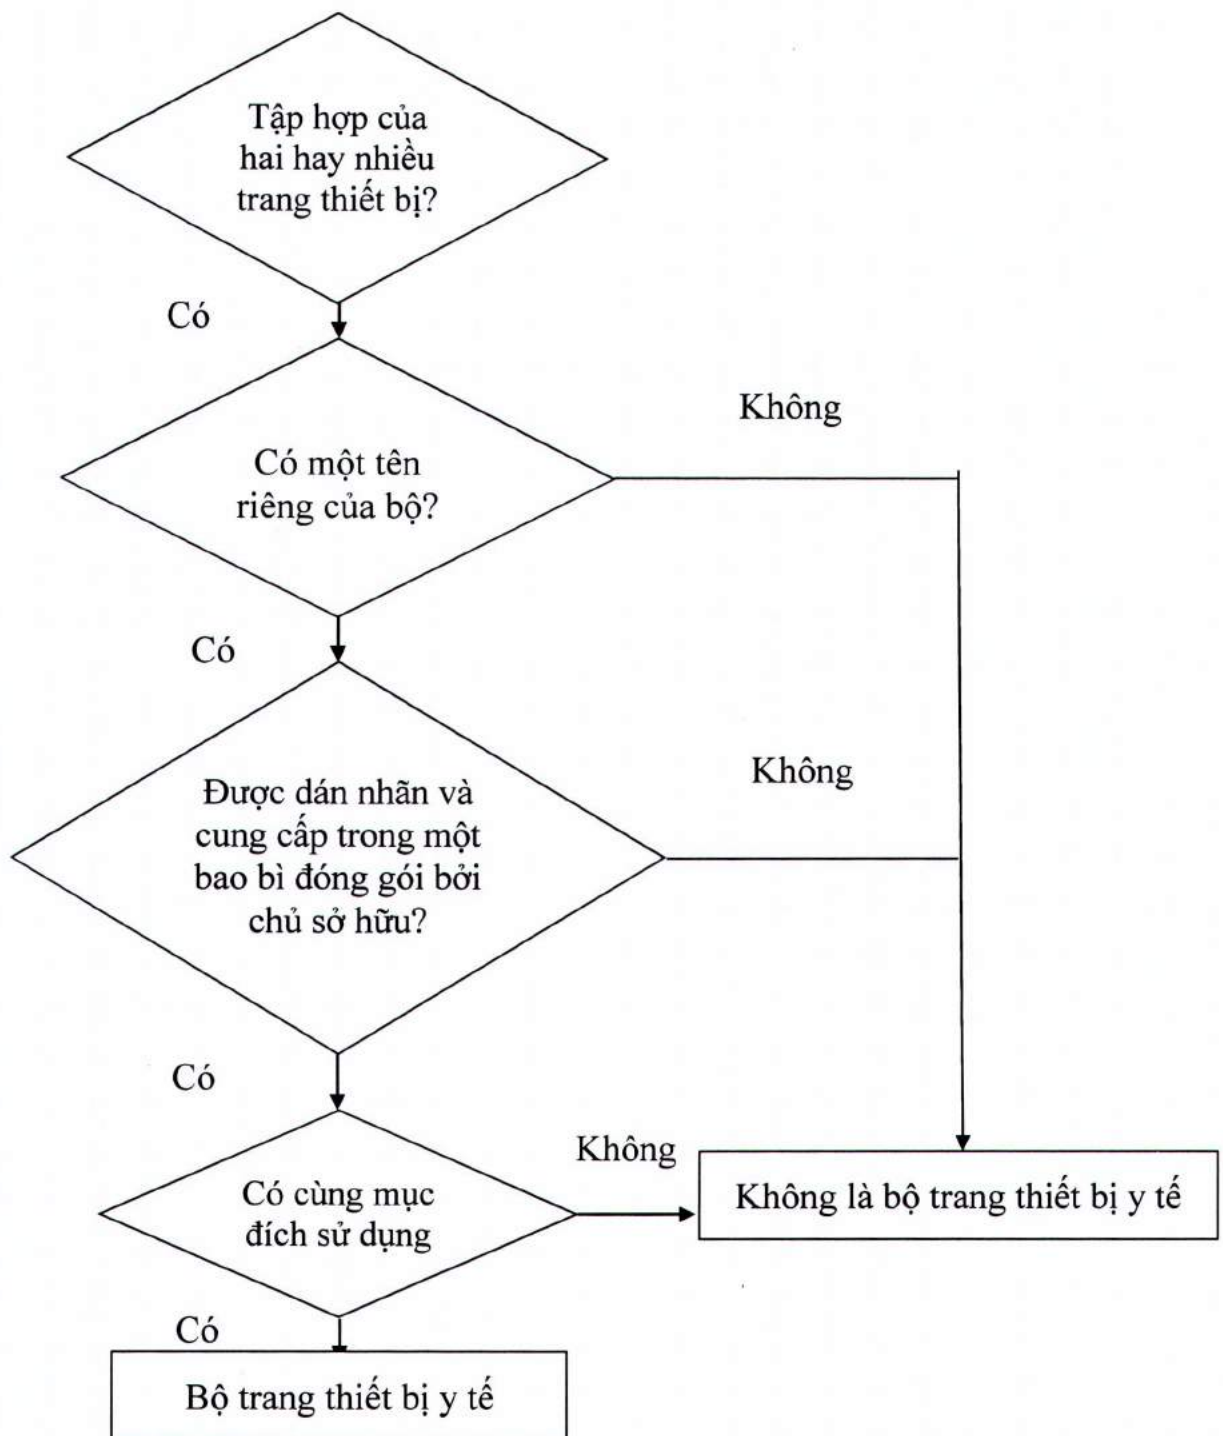 Tập hợp của
hai hay nhiều
trang thiết bị?
Có
Không
Có một tên
riêng của bộ?
Có
Không
Được dán nhãn và
cung cấp trong một
bao bì đóng gói bởi
chủ sở hữu?
Có
Không
Có cùng mục
đích sử dụng
Không là bộ trang thiết bị y tế
Có
Bộ trang thiết bị y tế